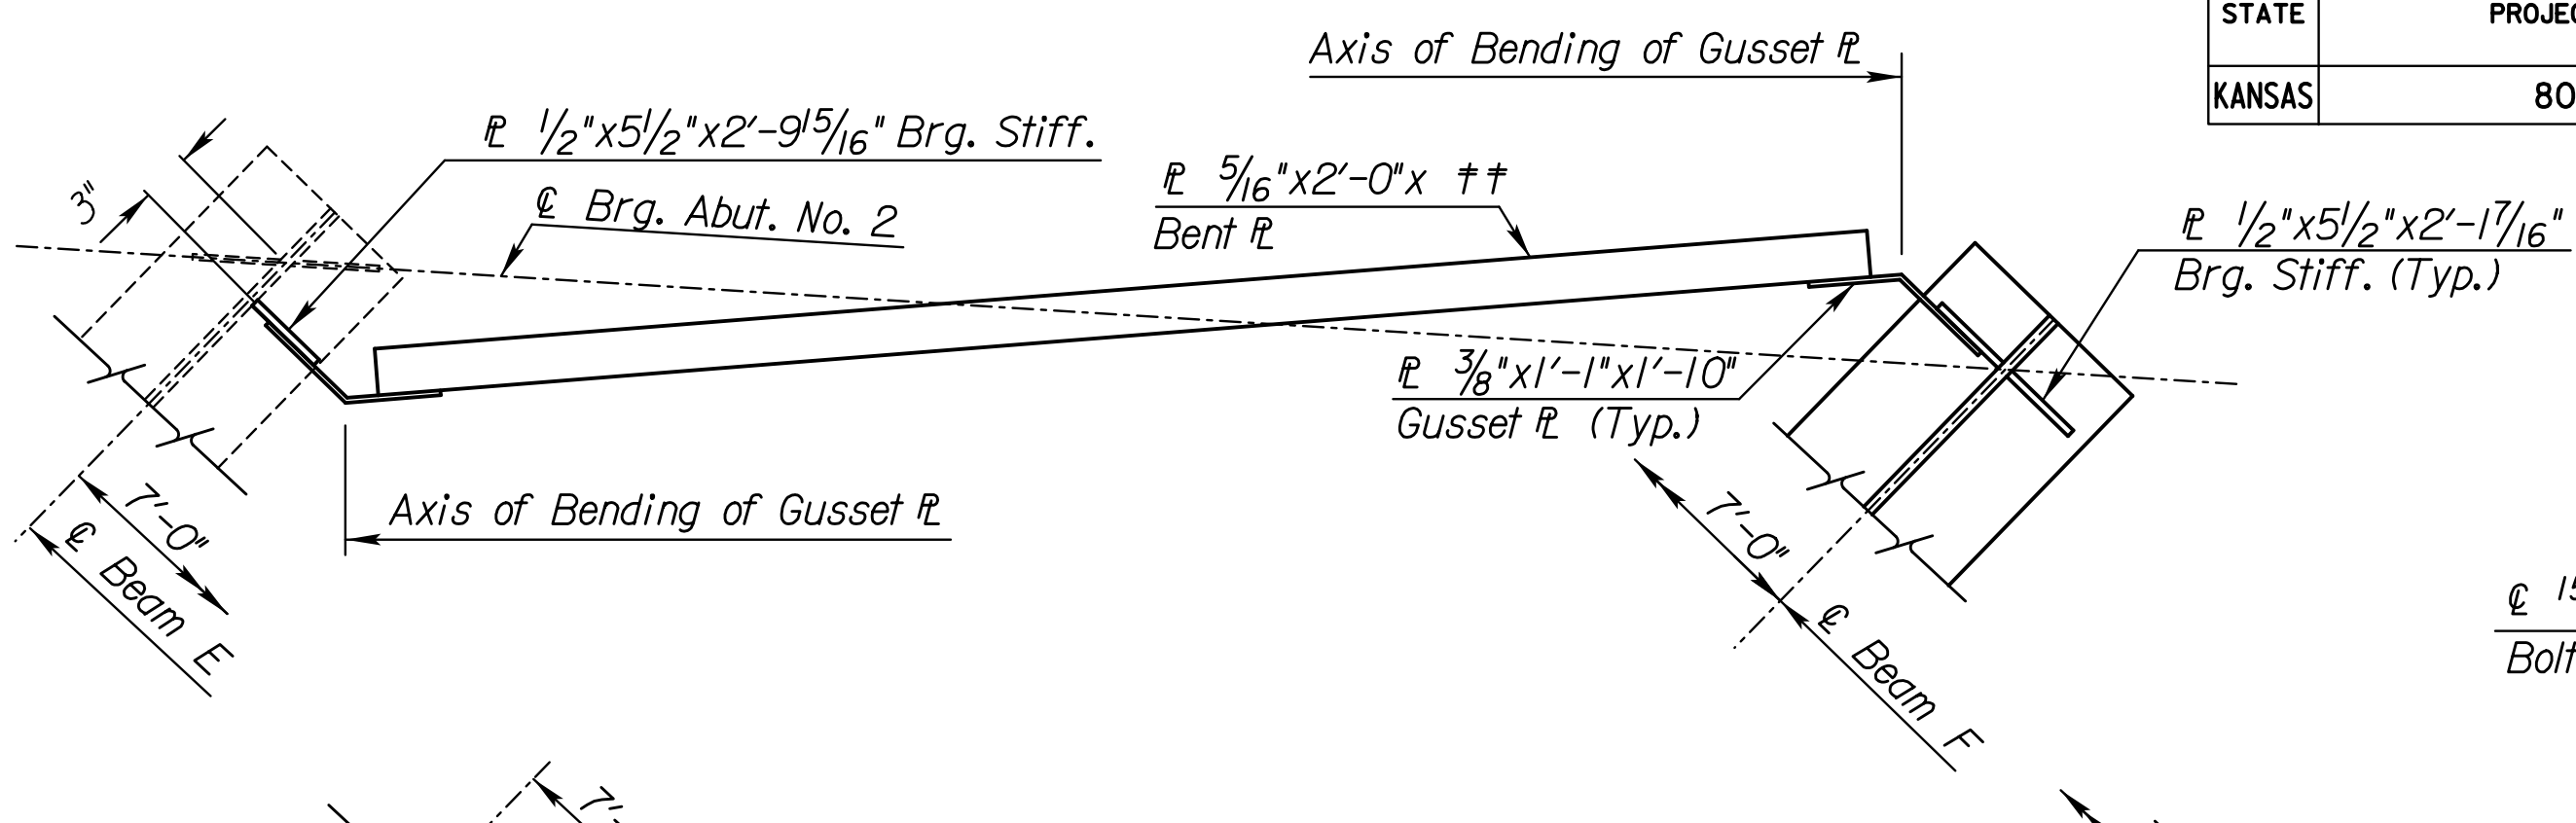 STATE
KANSAS
80
Axis of Bending of Gusset ⅊
⅊ 1/2"x5 1/2"x2'-9 15/16" Brg. Stiff.
3"
℄ Brg. Abut. No. 2
⅊ 5/16"x2'-0"x ‡‡
Bent ⅊
⅊ 1/2"x5 1/2"x2'-1 7/16"
Brg. Stiff. (Typ.)
⅊ 3/8"x1'-1"x1'-10"
Gusset ⅊ (Typ.)
Axis of Bending of Gusset ⅊
7'-0"
℄ Beam E
7'-0"
℄ Beam F
℄